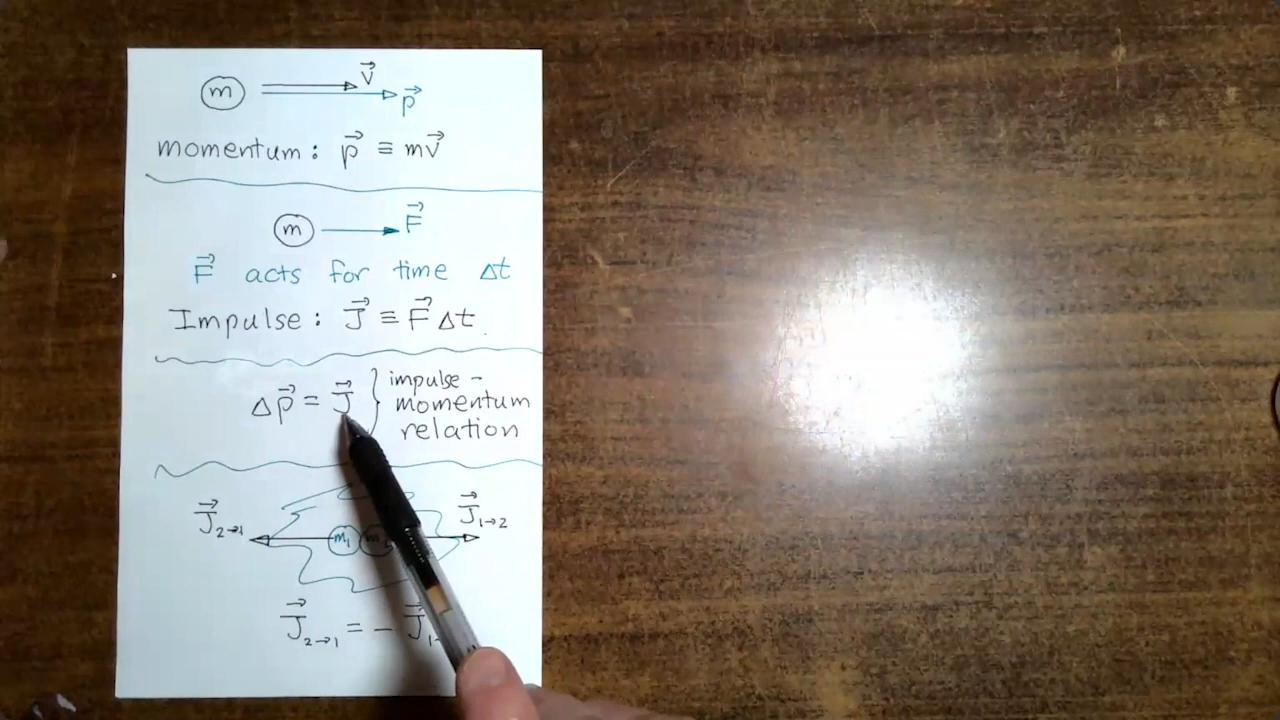 m v⃗
p⃗
momentum: p⃗ ≡ mv⃗
m F⃗
F⃗ acts for time Δt
Impulse: J⃗ ≡ F⃗ Δt
Δp⃗ = J⃗ } impulse-
momentum
relation
J⃗₂→₁ m₁ J⃗₁→₂
J⃗₂→₁ = - J⃗₁